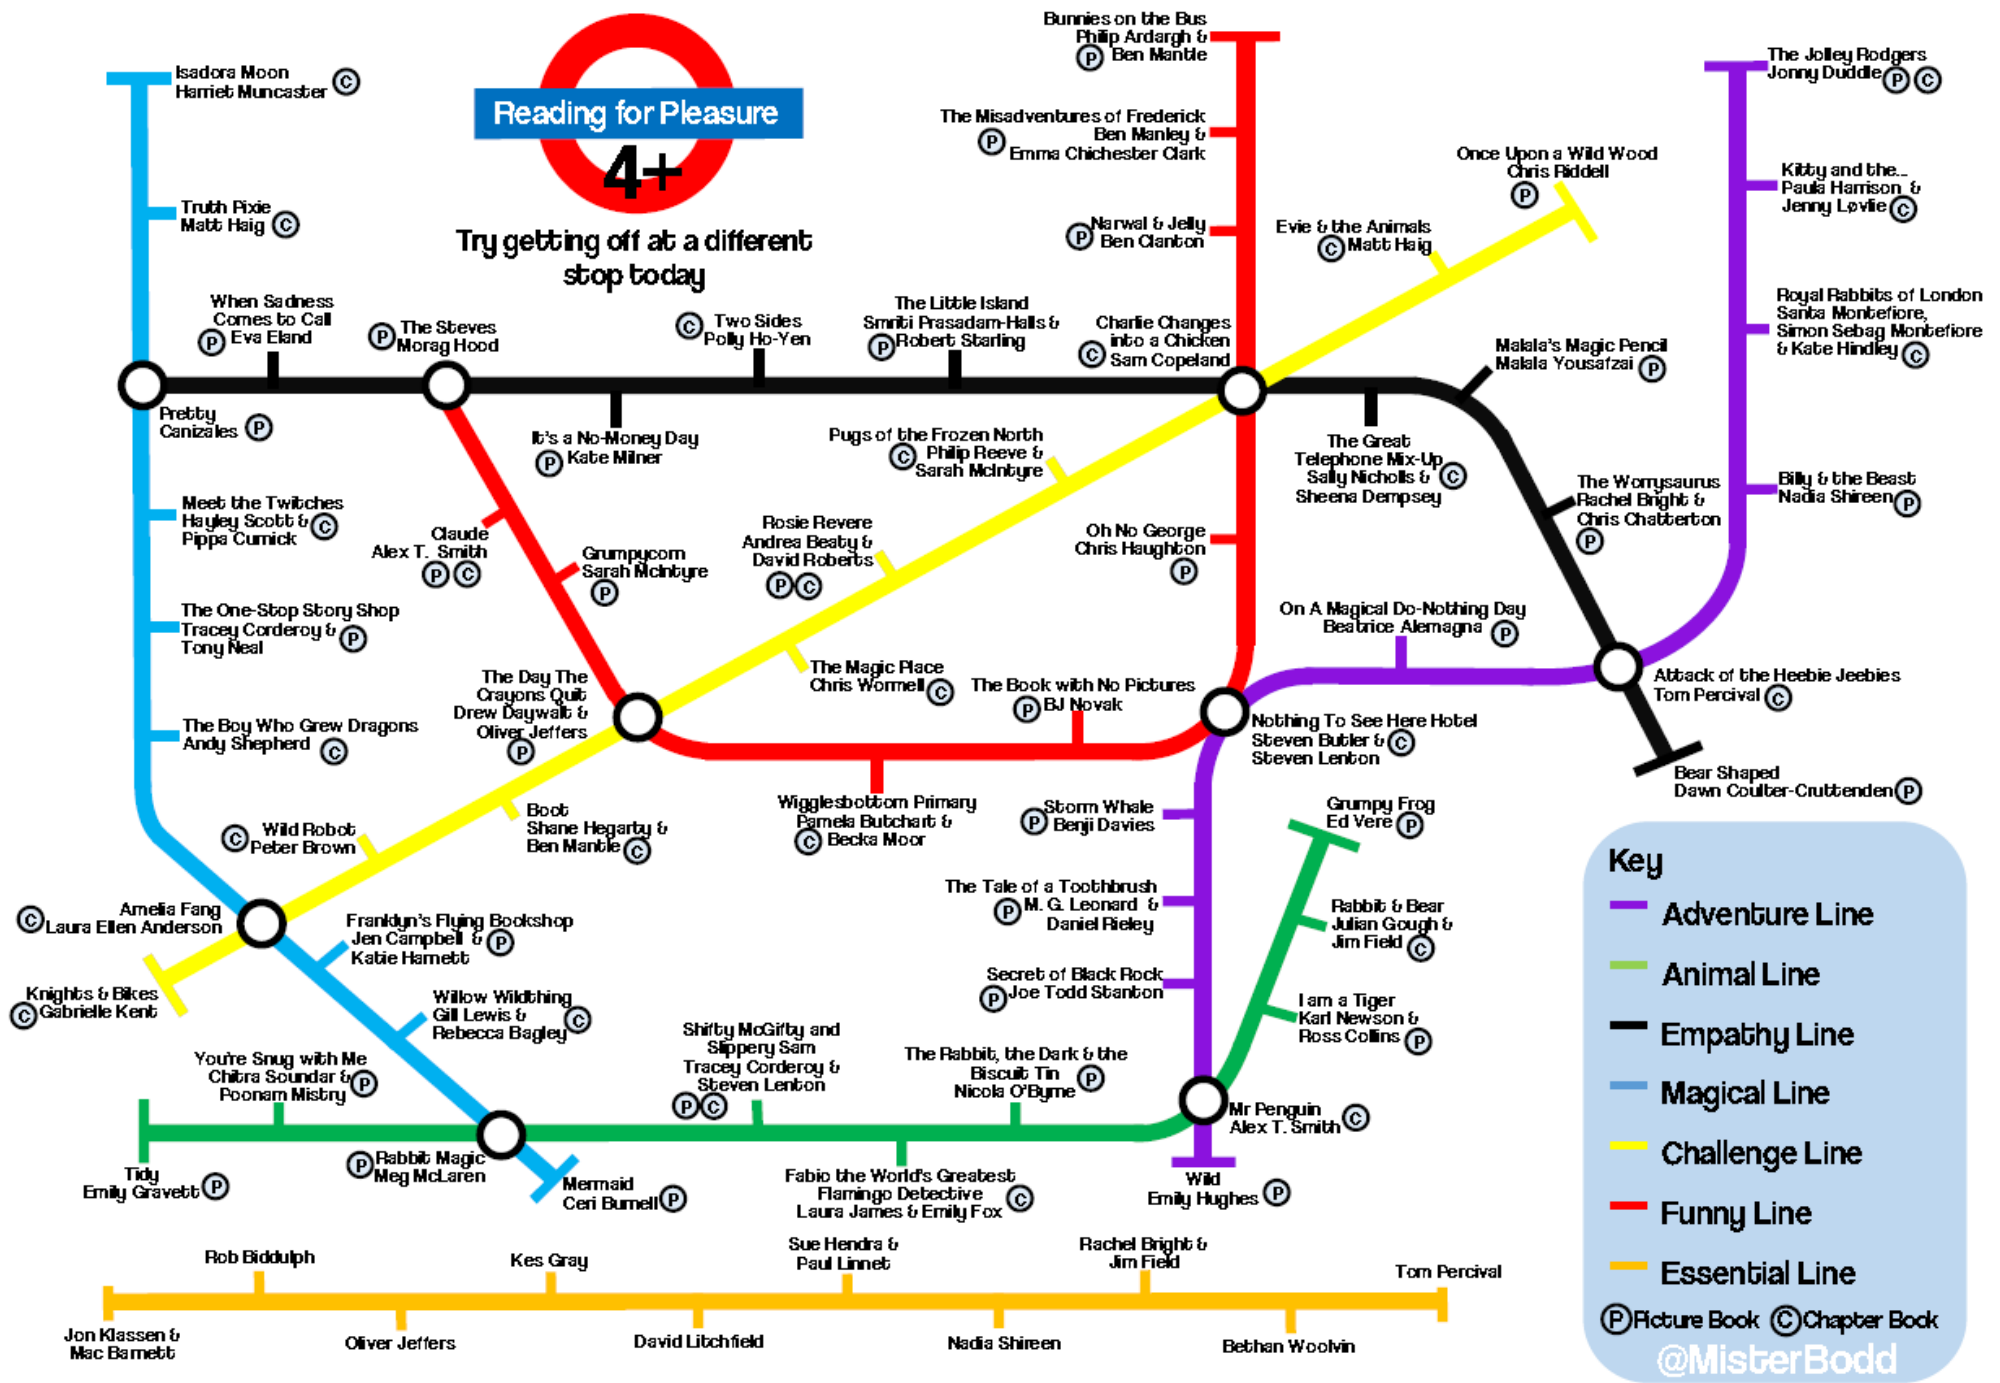 Reading for Pleasure
4+
Try getting off at a different
stop today
Isadora Moon
Harriet Muncaster C
Truth Pixie
Matt Haig C
When Sadness
Comes to Call
P Eva Eland
P The Steves
Morag Hood
C Two Sides
Polly Ho-Yen
The Little Island
Smriti Prasadam-Halls &
P Robert Starling
Charlie Changes
into a Chicken
C Sam Copeland
Bunnies on the Bus
Philip Ardargh &
P Ben Mantle
The Misadventures of Frederick
P Ben Manley &
Emma Chichester Clark
Narwal & Jelly
P Ben Clanton
Once Upon a Wild Wood
Chris Riddell
P
Evie & the Animals
C Matt Haig
The Jolley Rodgers
Jonny Duddle P C
Kitty and the...
Paula Harrison &
Jenny Løvlie C
Royal Rabbits of London
Santa Montefiore,
Simon Sebag Montefiore
& Kate Hindley C
Malala's Magic Pencil
Malala Yousafzai P
Pretty
Canizales P
It's a No-Money Day
P Kate Milner
Pugs of the Frozen North
C Philip Reeve &
Sarah McIntyre
The Great
Telephone Mix-Up
Sally Nicholls & C
Sheena Dempsey
The Worrysaurus
Rachel Bright &
Chris Chatterton
P
Billy & the Beast
Nadia Shireen P
Meet the Twitches
Hayley Scott & C
Pippa Curnick
Claude
Alex T. Smith
P C
Grumpycorn
Sarah McIntyre
P
Rosie Revere
Andrea Beaty &
David Roberts
P C
Oh No George
Chris Haughton
P
The One-Stop Story Shop
Tracey Corderoy & P
Tony Neal
On A Magical Do-Nothing Day
Beatrice Alemagna P
The Day The
Crayons Quit
Drew Daywalt &
Oliver Jeffers
P
The Magic Place
Chris Wormell C
The Book with No Pictures
P BJ Novak
Attack of the Heebie Jeebies
Tom Percival C
The Boy Who Grew Dragons
Andy Shepherd C
Nothing To See Here Hotel
Steven Butler & C
Steven Lenton
Bear Shaped
Dawn Coulter-Cruttenden P
C Wild Robot
Peter Brown
Boot
Shane Hegarty &
Ben Mantle C
Wigglesbottom Primary
Pamela Butchart &
C Becka Moor
Storm Whale
P Benji Davies
Grumpy Frog
Ed Vere P
The Tale of a Toothbrush
P M. G. Leonard &
Daniel Rieley
Rabbit & Bear
Julian Gough &
Jim Field C
Amelia Fang
C Laura Ellen Anderson
Franklyn's Flying Bookshop
Jen Campbell & P
Katie Harnett
Knights & Bikes
C Gabrielle Kent
Willow Wildthing
Gill Lewis & C
Rebecca Bagley
Secret of Black Rock
P Joe Todd Stanton
I am a Tiger
Karl Newson &
Ross Collins P
You're Snug with Me
Chitra Soundar & P
Poonam Mistry
Shifty McGifty and
Slippery Sam
Tracey Corderoy &
Steven Lenton
P C
The Rabbit, the Dark & the
Biscuit Tin P
Nicola O'Byrne
Mr Penguin
Alex T. Smith C
Tidy
Emily Gravett P
P Rabbit Magic
Meg McLaren
Mermaid
Ceri Burnell P
Fabio the World's Greatest
Flamingo Detective C
Laura James & Emily Fox
Wild
Emily Hughes P
Rob Biddulph
Kes Gray
Sue Hendra &
Paul Linnet
Rachel Bright &
Jim Field
Tom Percival
Jon Klassen &
Mac Barnett
Oliver Jeffers
David Litchfield
Nadia Shireen
Bethan Woolvin
Key
Adventure Line
Animal Line
Empathy Line
Magical Line
Challenge Line
Funny Line
Essential Line
P Picture Book C Chapter Book
@MisterBodd